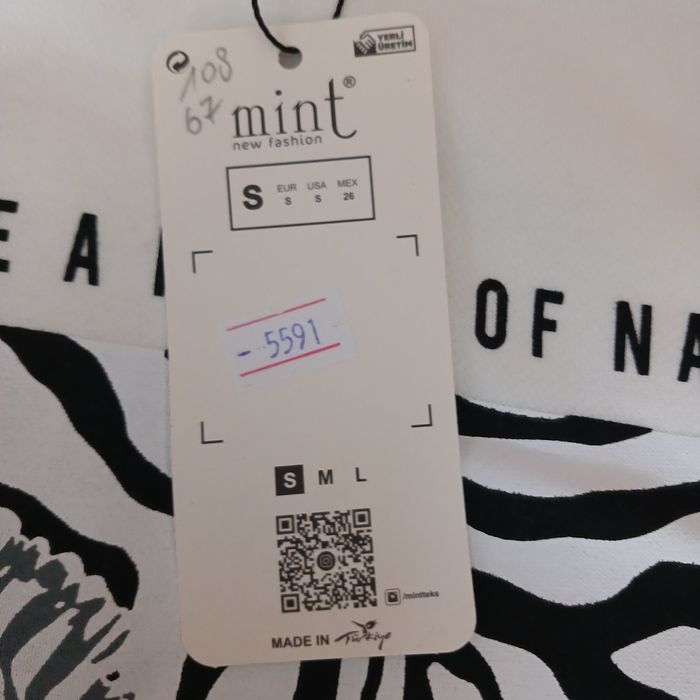 108
67
YERLİ
ÜRETİM
mint®
new fashion
S
EUR USA MEX
S S 26
E A
OF NA
- 5591
S M L
/mintteks
MADE IN Türkiye